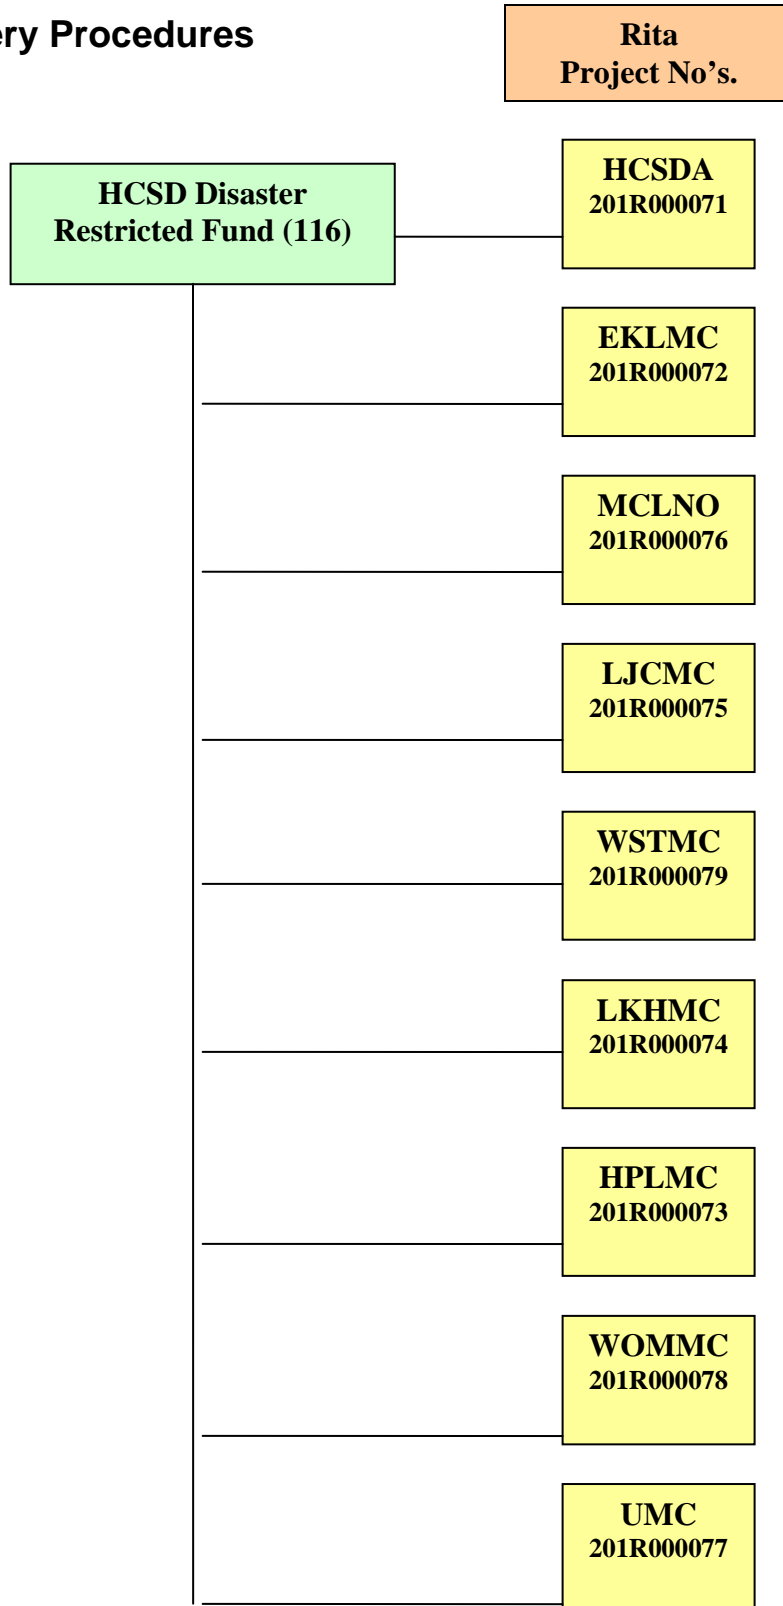 ery Procedures
Rita
Project No’s.
HCSD Disaster
Restricted Fund (116)
HCSDA
201R000071
EKLMC
201R000072
MCLNO
201R000076
LJCMC
201R000075
WSTMC
201R000079
LKHMC
201R000074
HPLMC
201R000073
WOMMC
201R000078
UMC
201R000077